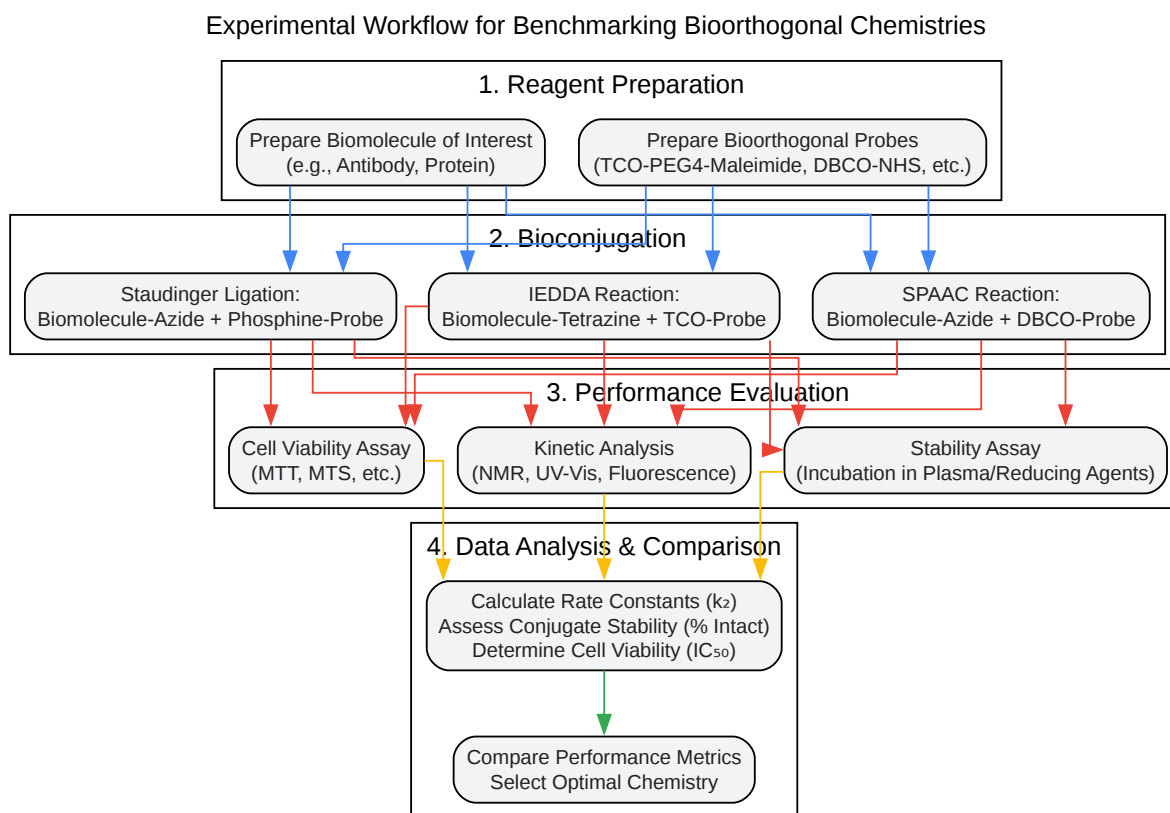 Experimental Workflow for Benchmarking Bioorthogonal Chemistries
1. Reagent Preparation
Prepare Biomolecule of Interest
(e.g., Antibody, Protein)
Prepare Bioorthogonal Probes
(TCO-PEG4-Maleimide, DBCO-NHS, etc.)
2. Bioconjugation
Staudinger Ligation:
Biomolecule-Azide + Phosphine-Probe
IEDDA Reaction:
Biomolecule-Tetrazine + TCO-Probe
SPAAC Reaction:
Biomolecule-Azide + DBCO-Probe
3. Performance Evaluation
Cell Viability Assay
(MTT, MTS, etc.)
Kinetic Analysis
(NMR, UV-Vis, Fluorescence)
Stability Assay
(Incubation in Plasma/Reducing Agents)
4. Data Analysis & Comparison
Calculate Rate Constants (k₂)
Assess Conjugate Stability (% Intact)
Determine Cell Viability (IC₅₀)
Compare Performance Metrics
Select Optimal Chemistry